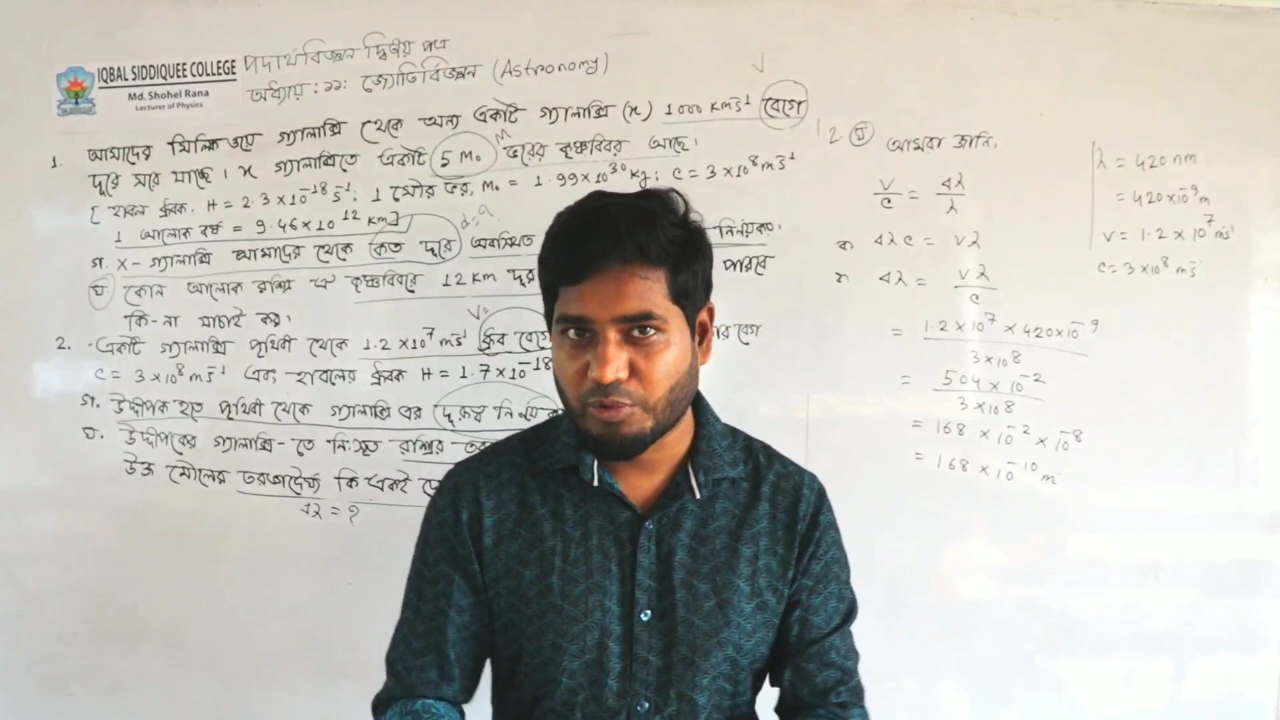 IQBAL SIDDIQUEE COLLEGE
Md. Shohel Rana
Lecturer of Physics
পদার্থবিজ্ঞান দ্বিতীয় পত্র
অধ্যায় : ১১: জ্যোতির্বিজ্ঞান (Astronomy)
1. আমাদের মিল্কিওয়ে গ্যালাক্সি থেকে অন্য একটি গ্যালাক্সি (x) 1000 kms⁻¹ বেগে
দূরে সরে যাচ্ছে। x গ্যালাক্সিতে একটি 5 M₀ ভরের কৃষ্ণবিবর আছে।
M
[ হাবল ধ্রুবক, H = 2.3×10⁻¹⁸ s⁻¹; 1 সৌর ভর, M₀ = 1.99×10³⁰ kg; c = 3×10⁸ ms⁻¹
1 আলোক বর্ষ = 9.46×10¹² km]
d=?
গ. X- গ্যালাক্সি আমাদের থেকে কত দূরে অবস্থিত নির্ণয় কর.
ঘ. কোন আলোক রশ্মি ঐ কৃষ্ণবিবরের 12 km দূর পারবে
কি-না যাচাই কর।
V=
2. একটি গ্যালাক্সি পৃথিবী থেকে 1.2×10⁷ ms⁻¹ ধ্রুব বেগে বেগ
c = 3×10⁸ ms⁻¹ এবং হাবলের ধ্রুবক H = 1.7×10⁻¹⁸
গ. উদ্দীপক হতে পৃথিবী থেকে গ্যালাক্সি এর দূরত্ব নির্ণয়
ঘ. উদ্দীপকের গ্যালাক্সি-তে নিঃসৃত রশ্মির
উক্ত মৌলের তরঙ্গদৈর্ঘ্য কি একই
Δλ = ?
2. ঘ আমরা জানি,
v/c = Δλ/λ
বা Δλc = vλ
বা Δλ = vλ/c
= 1.2×10⁷ × 420×10⁻⁹ / 3×10⁸
= 504×10⁻² / 3×10⁸
= 168 × 10⁻² × 10⁻⁸
= 168 × 10⁻¹⁰ m
λ = 420 nm
= 420×10⁻⁹ m
v = 1.2×10⁷ ms⁻¹
c = 3×10⁸ ms⁻¹